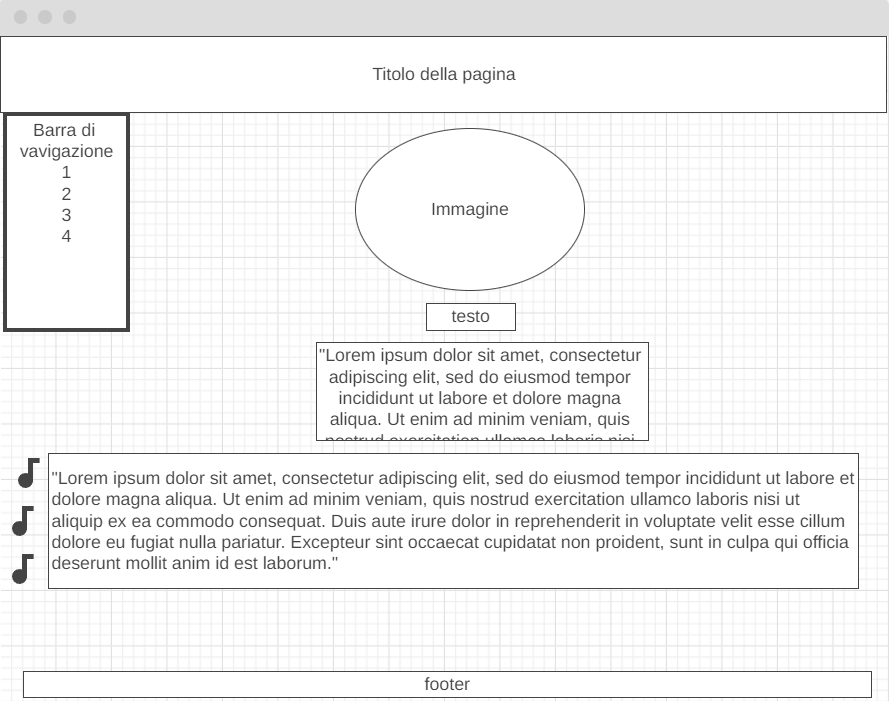 Titolo della pagina
Barra di
vavigazione
1
2
3
4
Immagine
testo
"Lorem ipsum dolor sit amet, consectetur
adipiscing elit, sed do eiusmod tempor
incididunt ut labore et dolore magna
aliqua. Ut enim ad minim veniam, quis
nostrud exercitation ullamco laboris nisi
"Lorem ipsum dolor sit amet, consectetur adipiscing elit, sed do eiusmod tempor incididunt ut labore et
dolore magna aliqua. Ut enim ad minim veniam, quis nostrud exercitation ullamco laboris nisi ut
aliquip ex ea commodo consequat. Duis aute irure dolor in reprehenderit in voluptate velit esse cillum
dolore eu fugiat nulla pariatur. Excepteur sint occaecat cupidatat non proident, sunt in culpa qui officia
deserunt mollit anim id est laborum."
footer